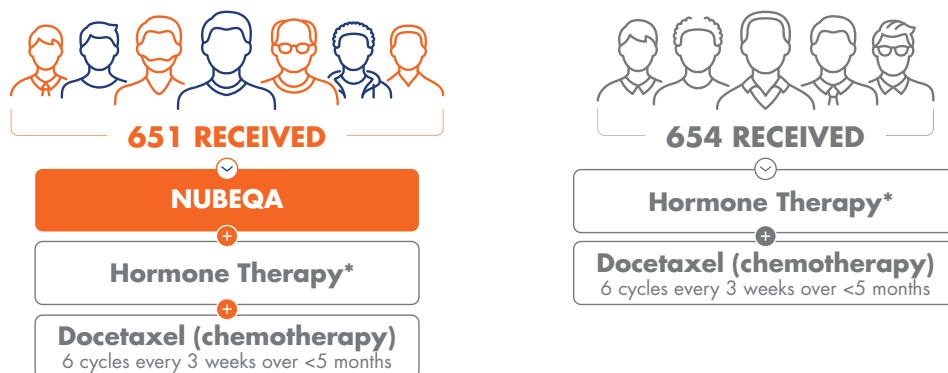 651 RECEIVED
NUBEQA
+
Hormone Therapy*
+
Docetaxel (chemotherapy)
6 cycles every 3 weeks over <5 months
654 RECEIVED
Hormone Therapy*
+
Docetaxel (chemotherapy)
6 cycles every 3 weeks over <5 months